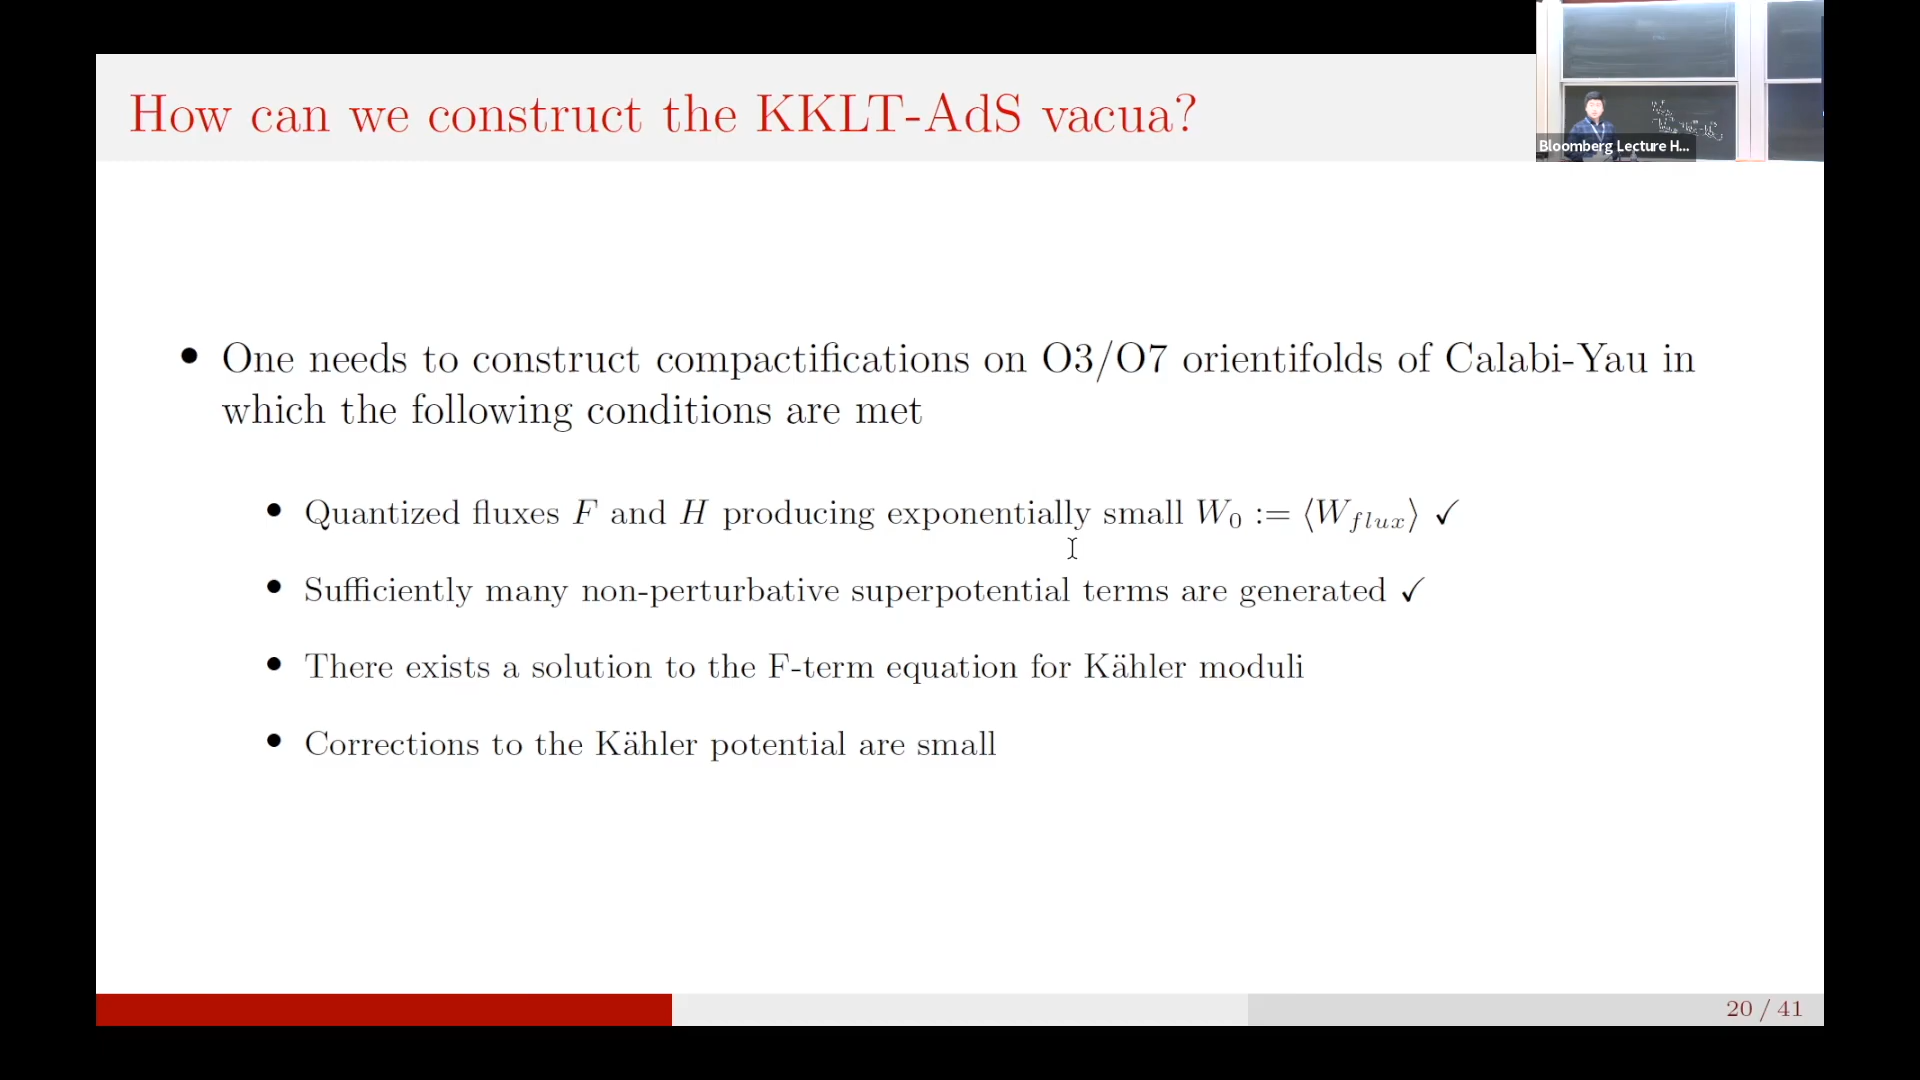 How can we construct the KKLT-AdS vacua?
Bloomberg Lecture H...
• One needs to construct compactifications on O3/O7 orientifolds of Calabi-Yau in
which the following conditions are met
• Quantized fluxes F and H producing exponentially small W₀ := ⟨W_{flux}⟩ ✓
• Sufficiently many non-perturbative superpotential terms are generated ✓
• There exists a solution to the F-term equation for Kähler moduli
• Corrections to the Kähler potential are small
20 / 41